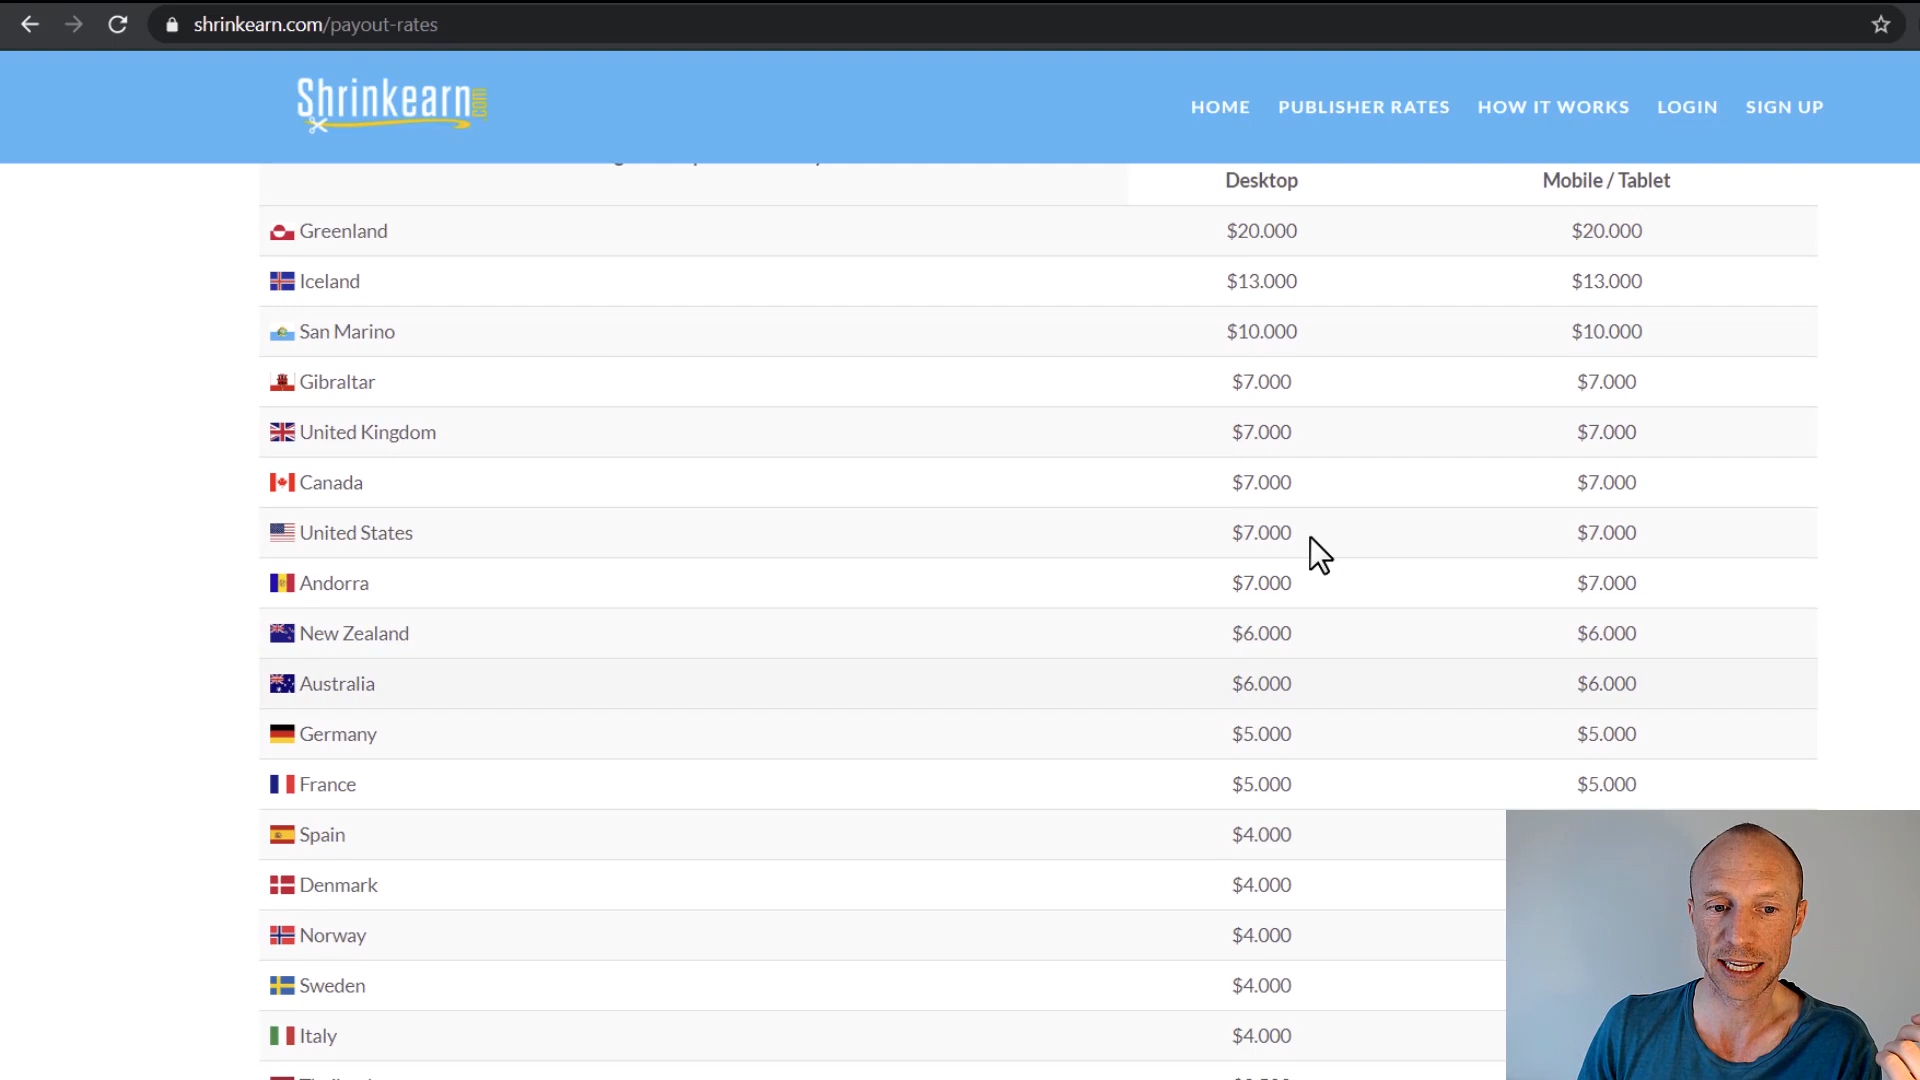 shrinkearn.com/payout-rates
Shrinkearn.com
HOME PUBLISHER RATES HOW IT WORKS LOGIN SIGN UP
Desktop Mobile / Tablet
Greenland $20.000 $20.000
Iceland $13.000 $13.000
San Marino $10.000 $10.000
Gibraltar $7.000 $7.000
United Kingdom $7.000 $7.000
Canada $7.000 $7.000
United States $7.000 $7.000
Andorra $7.000 $7.000
New Zealand $6.000 $6.000
Australia $6.000 $6.000
Germany $5.000 $5.000
France $5.000 $5.000
Spain $4.000
Denmark $4.000
Norway $4.000
Sweden $4.000
Italy $4.000